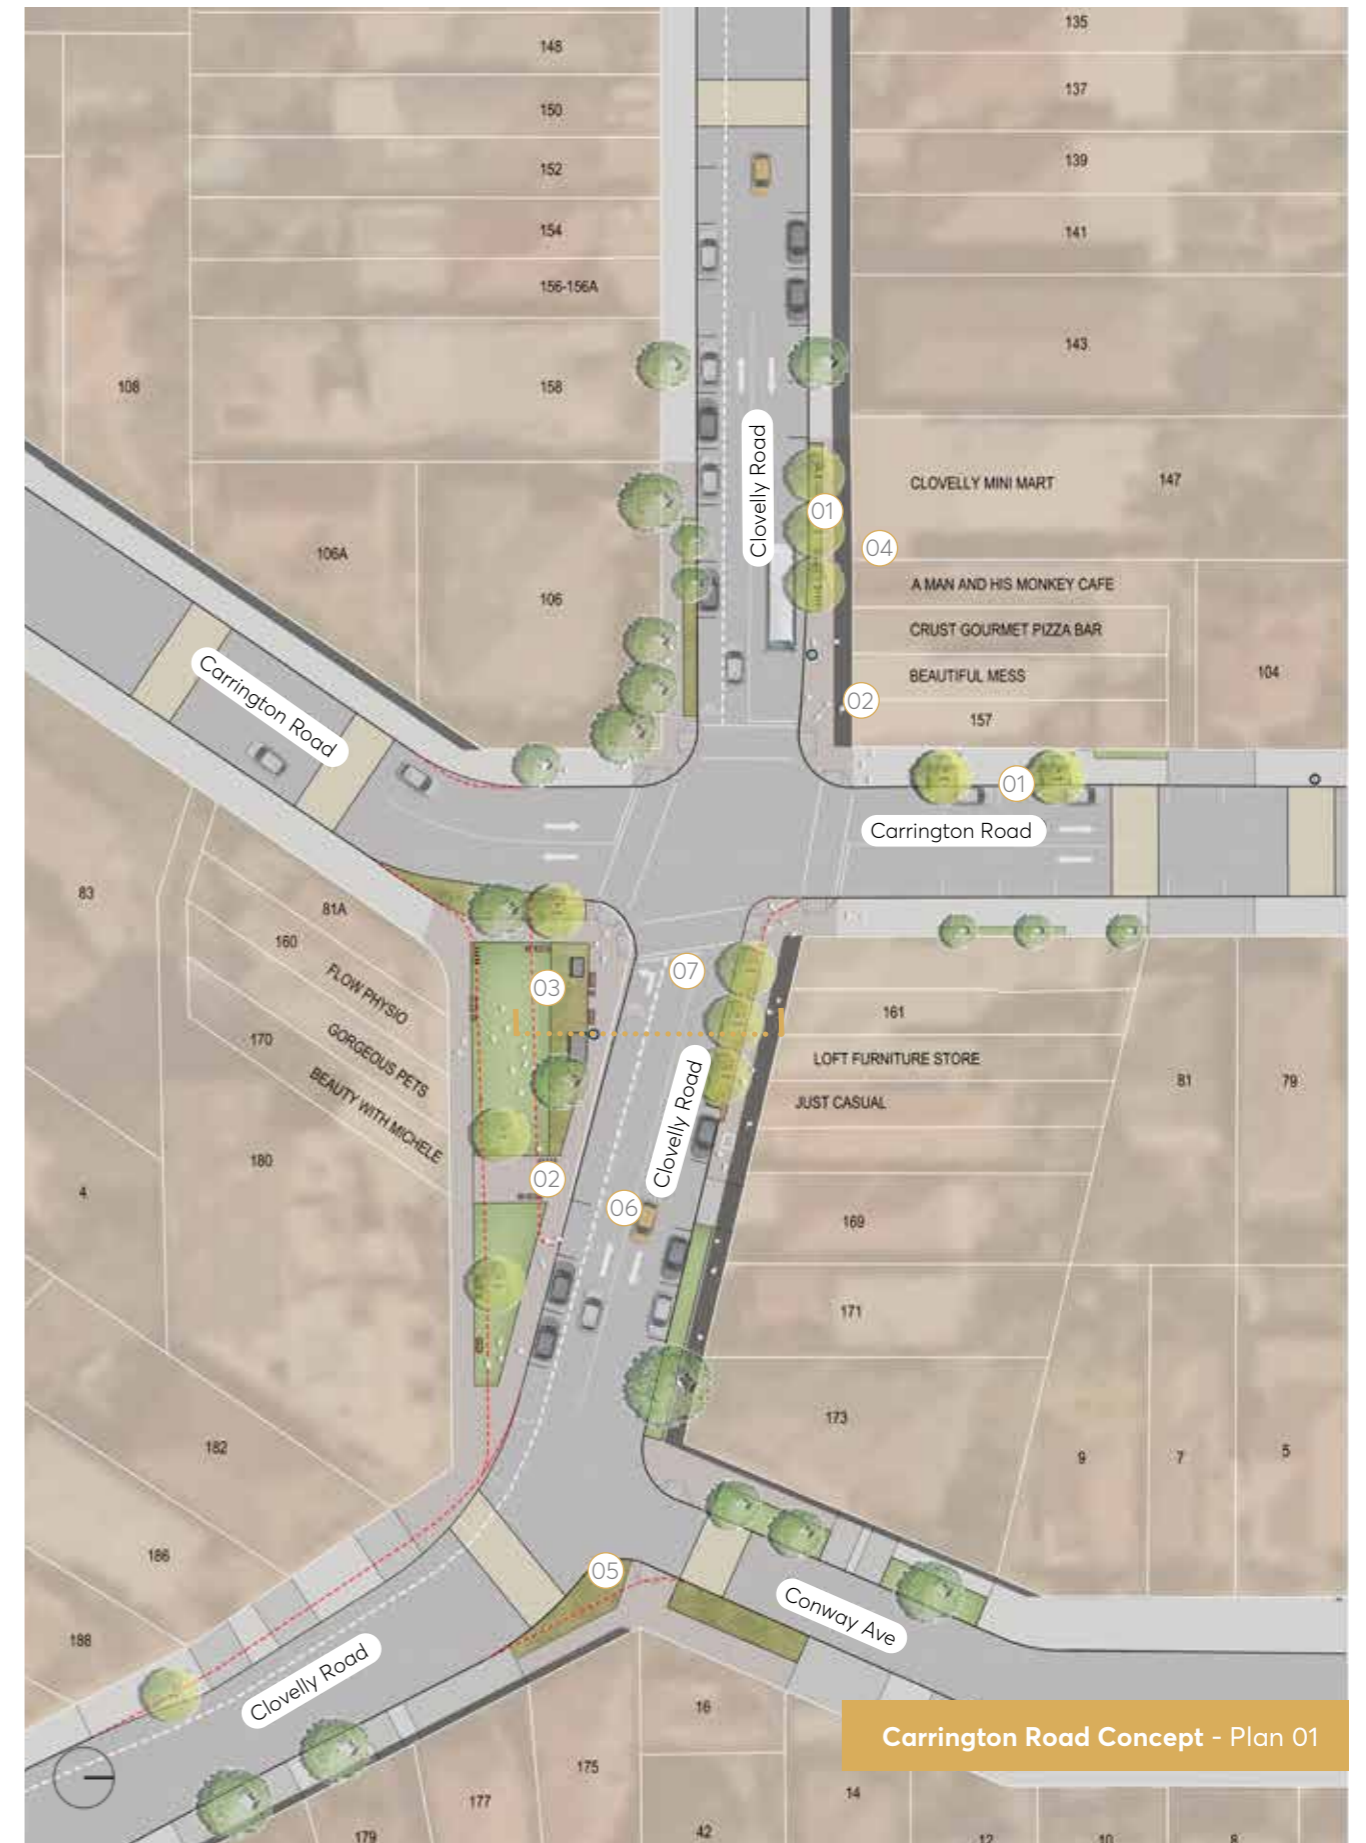 148
135
150
137
152
139
154
141
156-156A
143
108
158
Clovelly Road
CLOVELLY MINI MART
147
01
04
106A
106
A MAN AND HIS MONKEY CAFE
CRUST GOURMET PIZZA BAR
BEAUTIFUL MESS
104
02
157
Carrington Road
01
Carrington Road
83
81A
160
FLOW PHYSIO
170
GORGEOUS PETS
BEAUTY WITH MICHELE
180
4
03
07
161
LOFT FURNITURE STORE
JUST CASUAL
81
79
Clovelly Road
02
06
169
171
173
9
7
5
182
186
188
05
Conway Ave
Clovelly Road
16
Carrington Road Concept - Plan 01
175
177
179
14
42
12
10
8